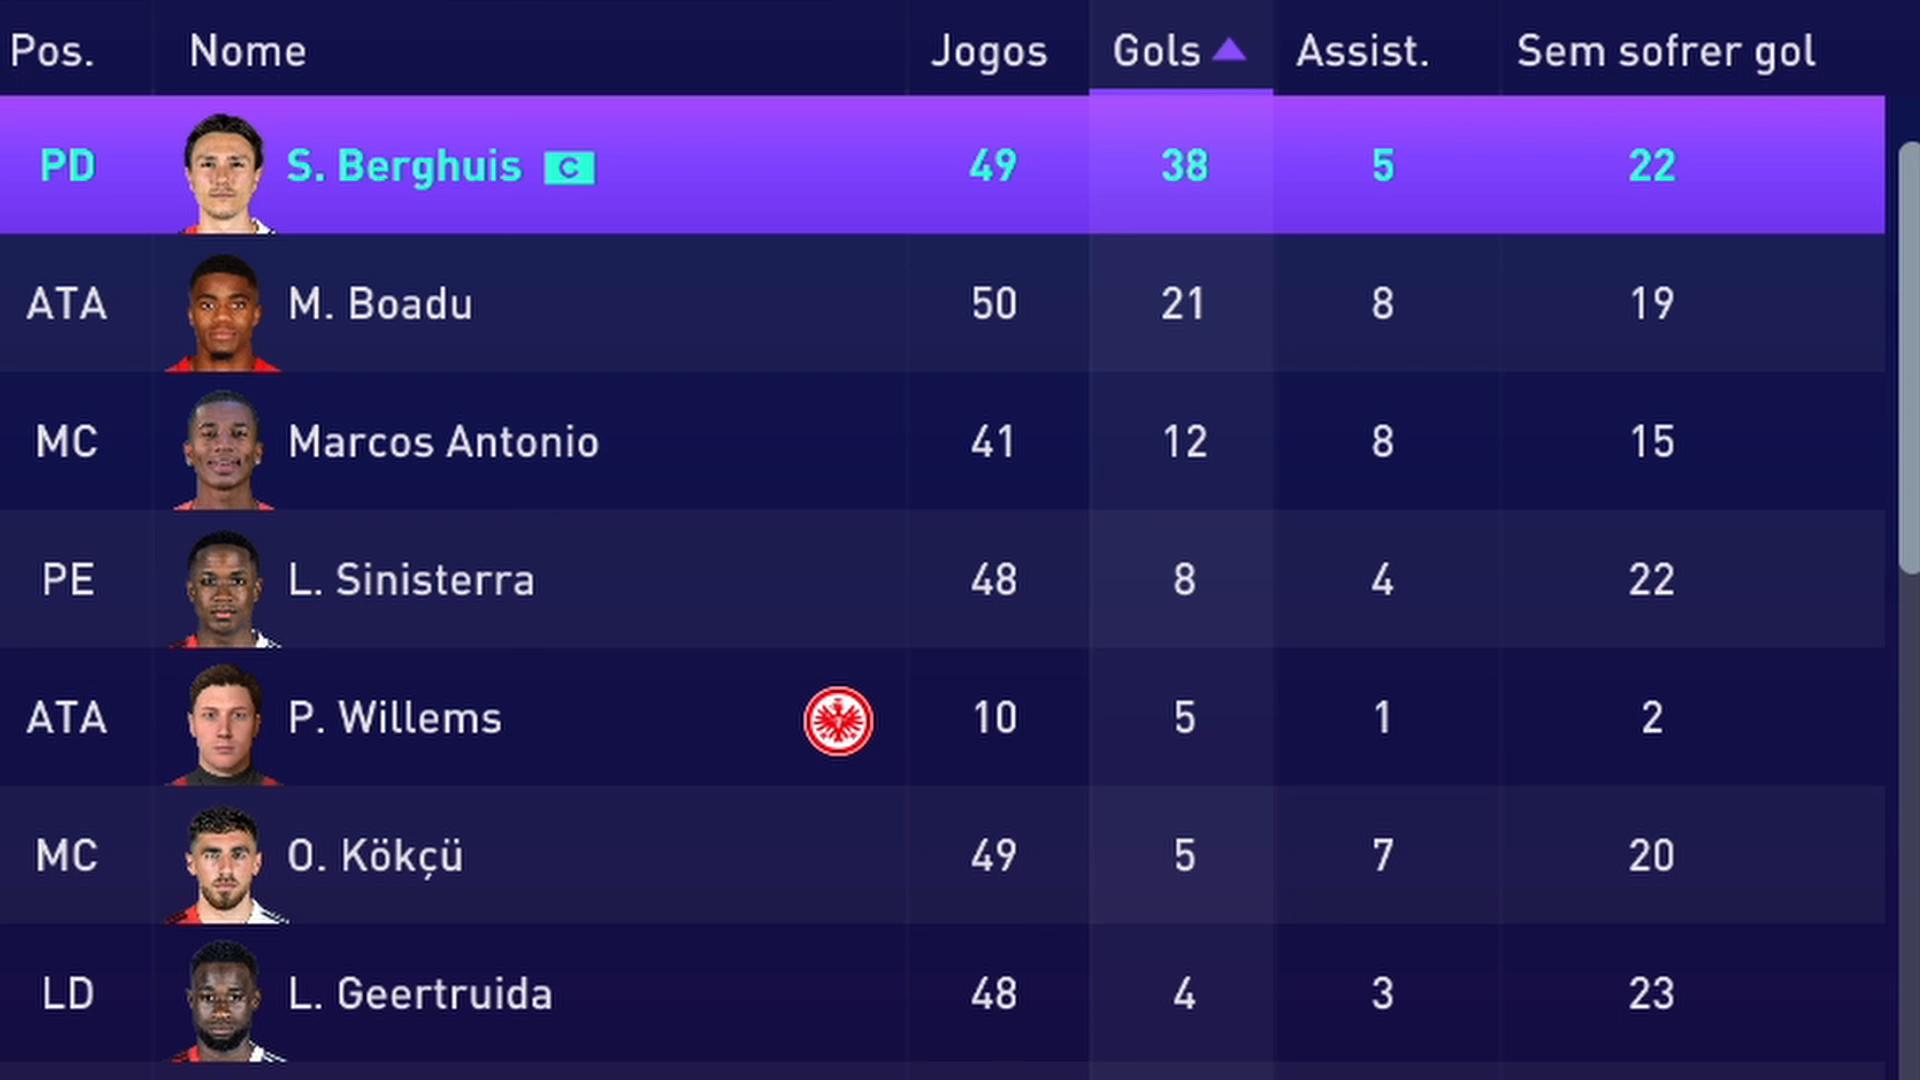 Pos. Nome Jogos Gols Assist. Sem sofrer gol
PD S. Berghuis C 49 38 5 22
ATA M. Boadu 50 21 8 19
MC Marcos Antonio 41 12 8 15
PE L. Sinisterra 48 8 4 22
ATA P. Willems 10 5 1 2
MC O. Kökçü 49 5 7 20
LD L. Geertruida 48 4 3 23